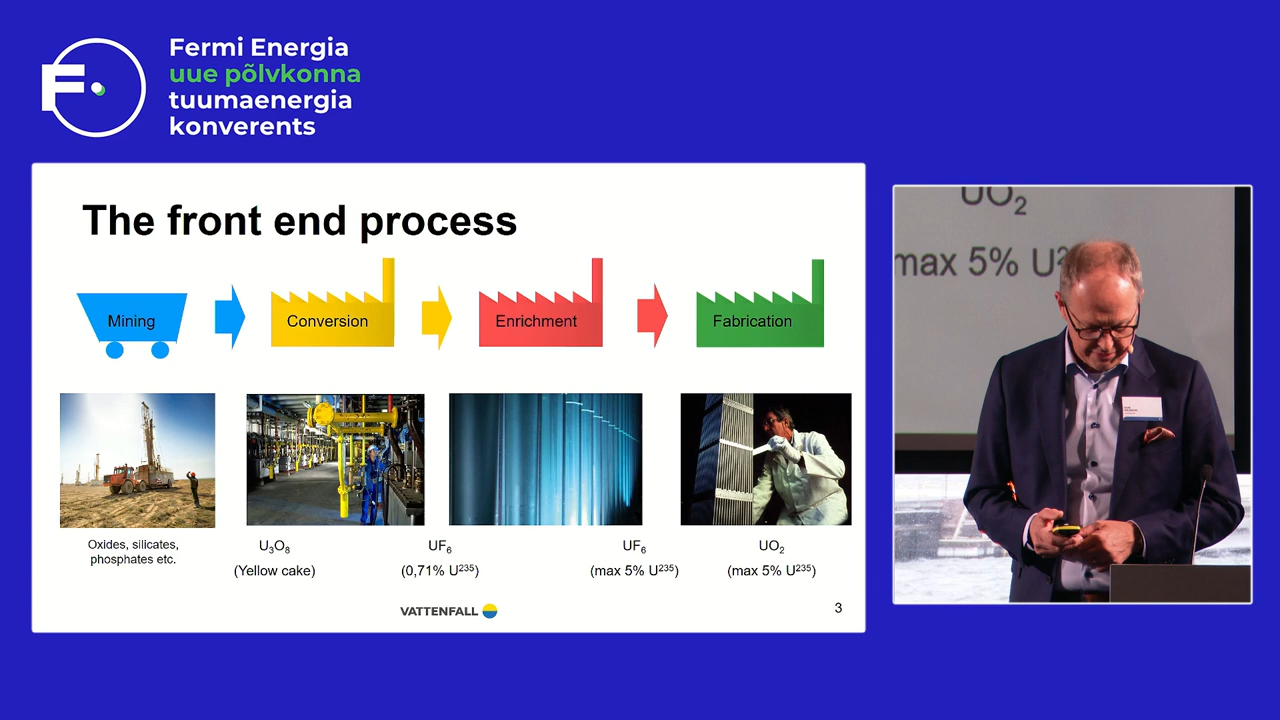 Fermi Energia
uue põlvkonna
tuumaenergia
konverents
The front end process
Mining
Conversion
Enrichment
Fabrication
Oxides, silicates,
phosphates etc.
U₃O₈
(Yellow cake)
UF₆
(0,71% U²³⁵)
UF₆
(max 5% U²³⁵)
UO₂
(max 5% U²³⁵)
VATTENFALL
3
UO₂
max 5% U²